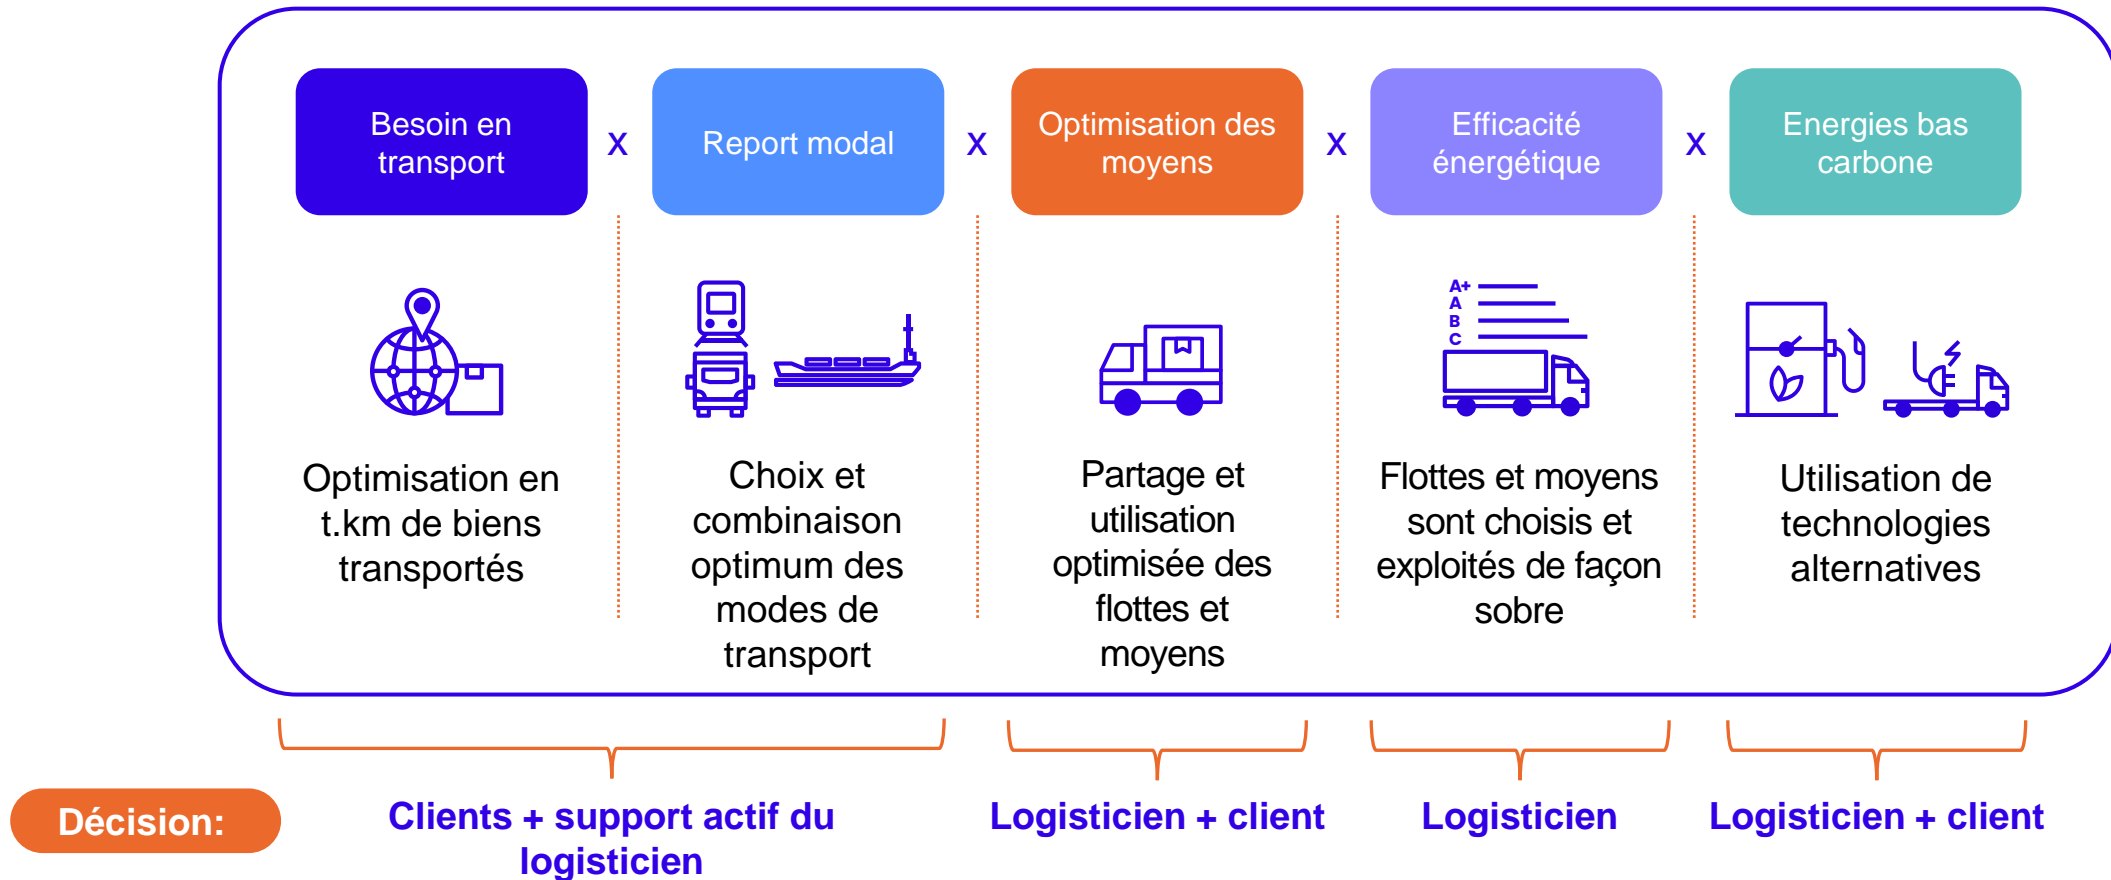 Besoin en
transport
x
Report modal
x
Optimisation des
moyens
x
Efficacité
énergétique
x
Energies bas
carbone
A+
A
B
C
Optimisation en
t.km de biens
transportés
Choix et
combinaison
optimum des
modes de
transport
Partage et
utilisation
optimisée des
flottes et
moyens
Flottes et moyens
sont choisis et
exploités de façon
sobre
Utilisation de
technologies
alternatives
Décision:
Clients + support actif du
logisticien
Logisticien + client
Logisticien
Logisticien + client